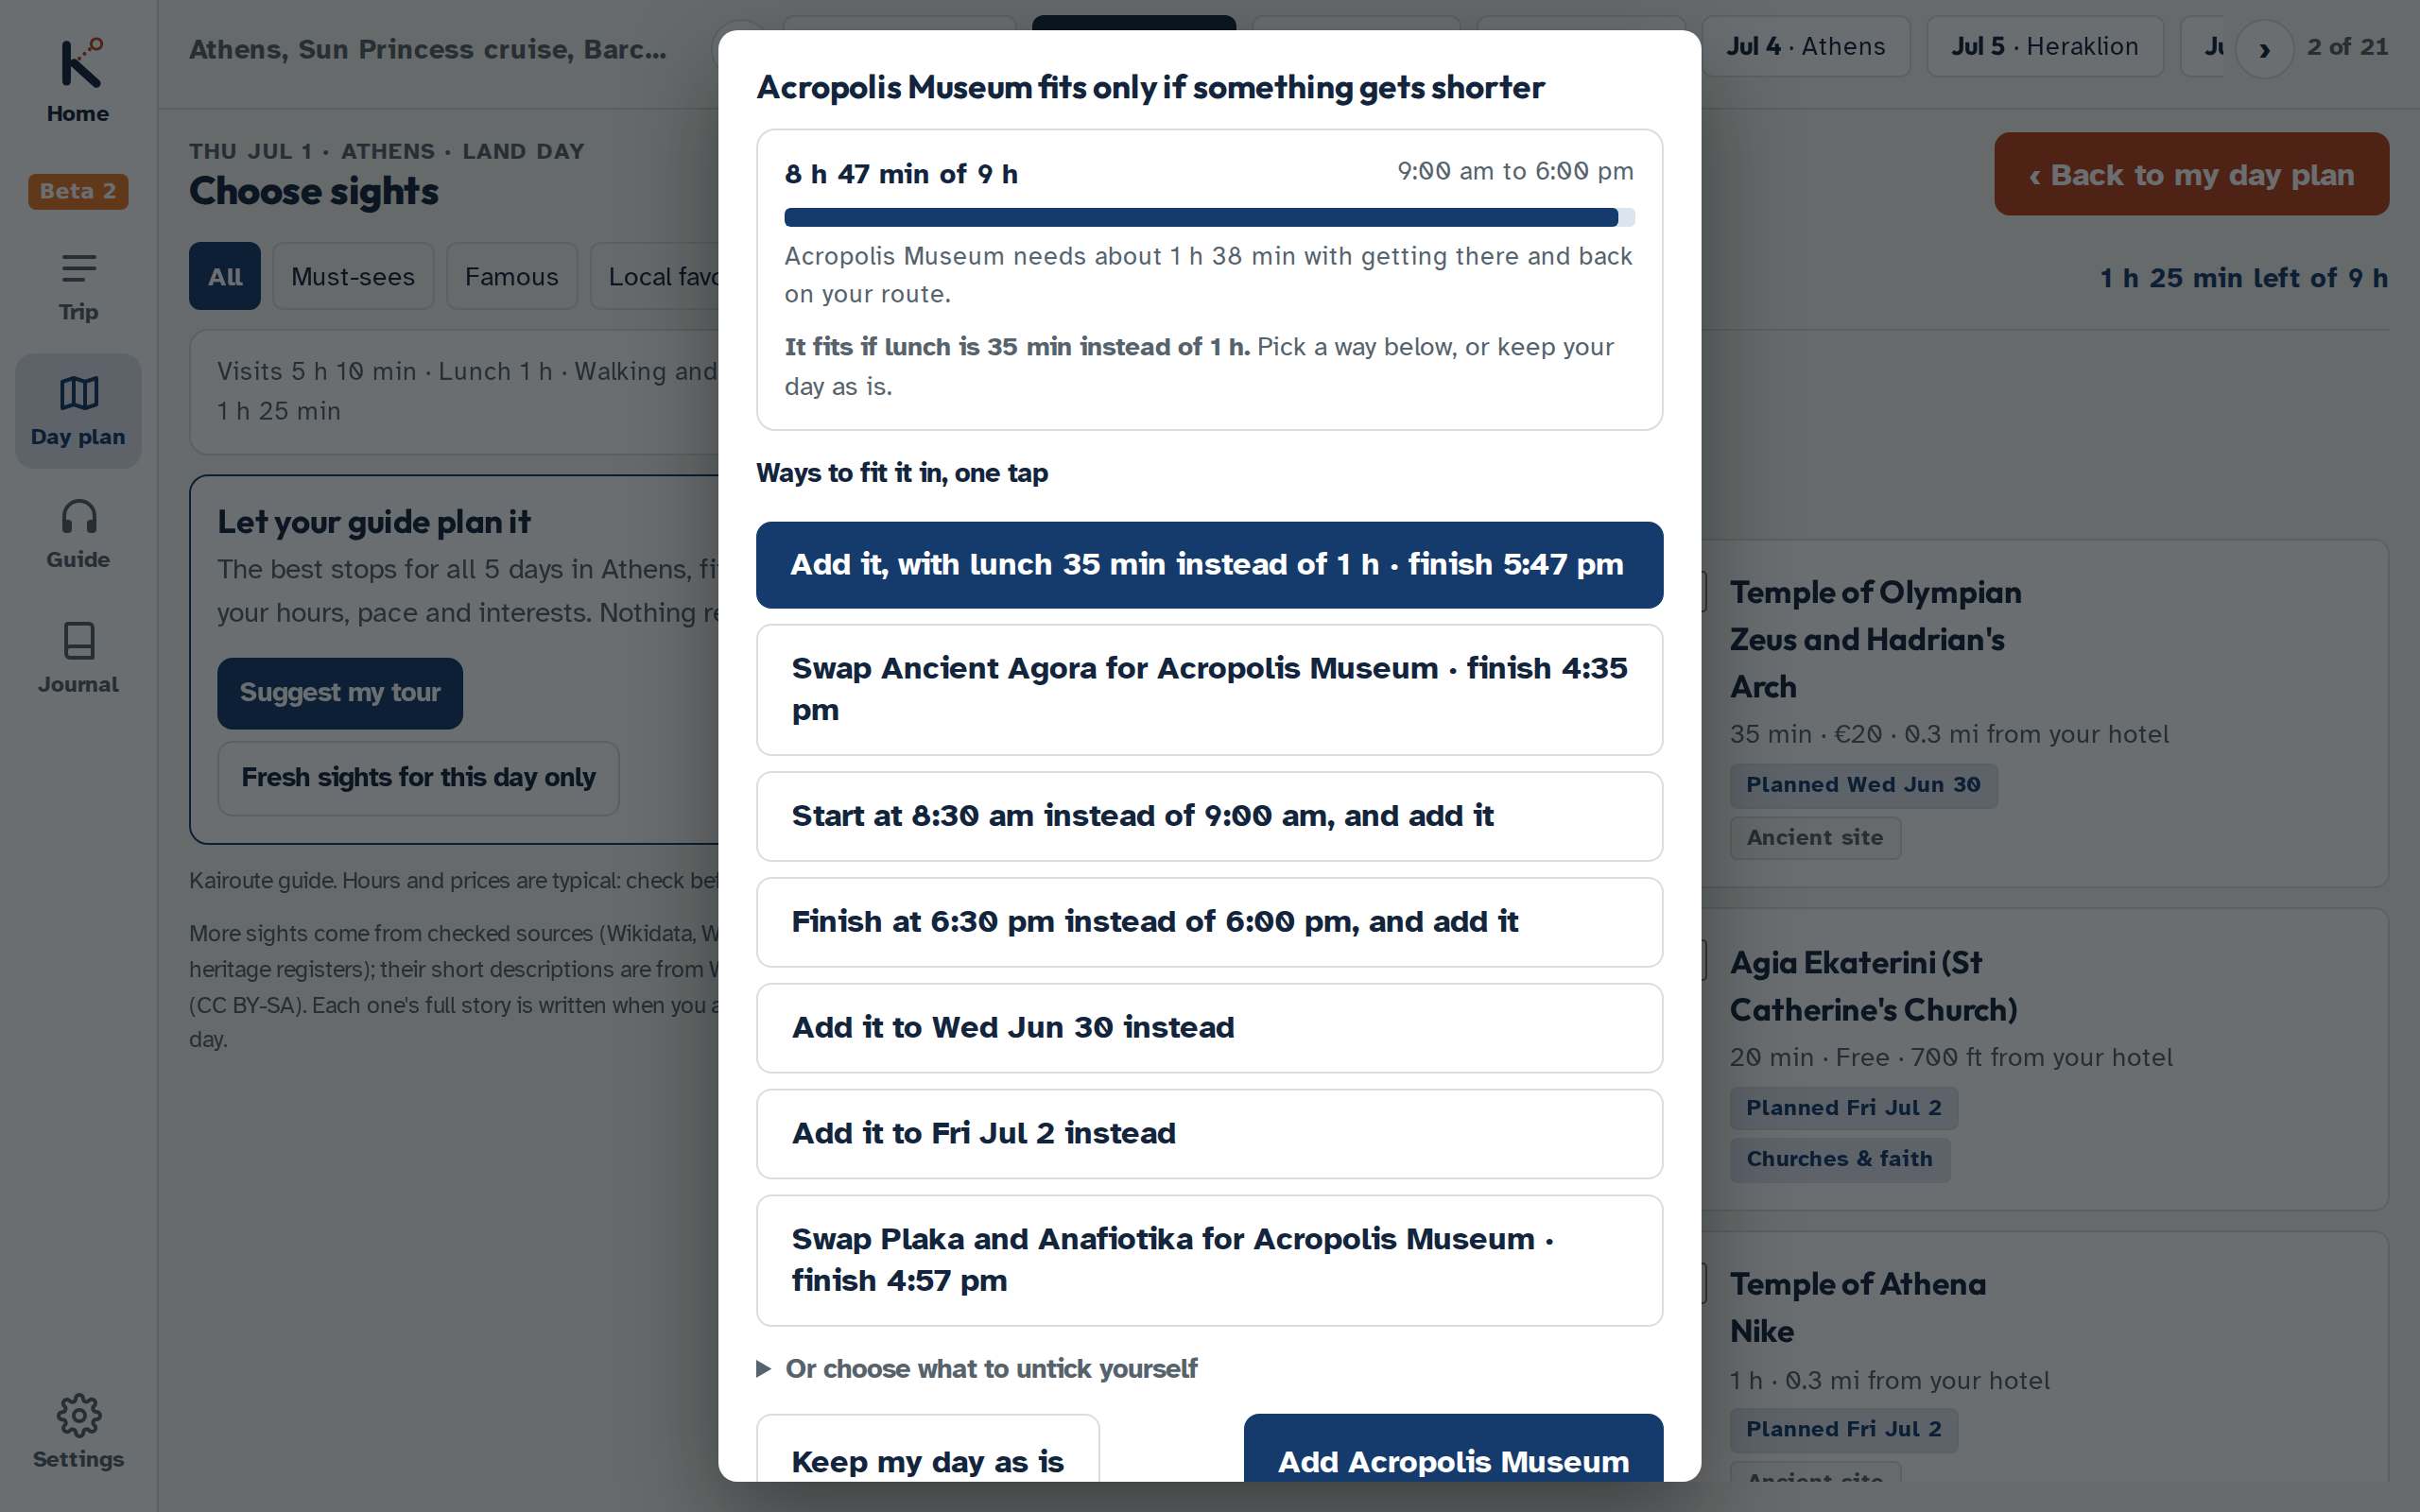 Home
Beta 2
Trip
Day plan
Guide
Journal
Settings
Athens, Sun Princess cruise, Barc...
Jul 4 · Athens
Jul 5 · Heraklion
›
2 of 21
THU JUL 1 · ATHENS · LAND DAY
Choose sights
‹ Back to my day plan
All
Must-sees
Famous
Local favo
1 h 25 min left of 9 h
Visits 5 h 10 min · Lunch 1 h · Walking and
1 h 25 min
Let your guide plan it
The best stops for all 5 days in Athens,
your hours, pace and interests. Nothing
Suggest my tour
Fresh sights for this day only
Kairoute guide. Hours and prices are typical: check
More sights come from checked sources (Wikidata,
heritage registers); their short descriptions are from
(CC BY-SA). Each one's full story is written when you
day.
Acropolis Museum fits only if something gets shorter
8 h 47 min of 9 h
9:00 am to 6:00 pm
Acropolis Museum needs about 1 h 38 min with getting there and back
on your route.
It fits if lunch is 35 min instead of 1 h. Pick a way below, or keep your
day as is.
Ways to fit it in, one tap
Add it, with lunch 35 min instead of 1 h · finish 5:47 pm
Swap Ancient Agora for Acropolis Museum · finish 4:35
pm
Start at 8:30 am instead of 9:00 am, and add it
Finish at 6:30 pm instead of 6:00 pm, and add it
Add it to Wed Jun 30 instead
Add it to Fri Jul 2 instead
Swap Plaka and Anafiotika for Acropolis Museum ·
finish 4:57 pm
Or choose what to untick yourself
Keep my day as is
Add Acropolis Museum
Temple of Olympian
Zeus and Hadrian's
Arch
35 min · €20 · 0.3 mi from your hotel
Planned Wed Jun 30
Ancient site
Agia Ekaterini (St
Catherine's Church)
20 min · Free · 700 ft from your hotel
Planned Fri Jul 2
Churches & faith
Temple of Athena
Nike
1 h · 0.3 mi from your hotel
Planned Fri Jul 2
Ancient site